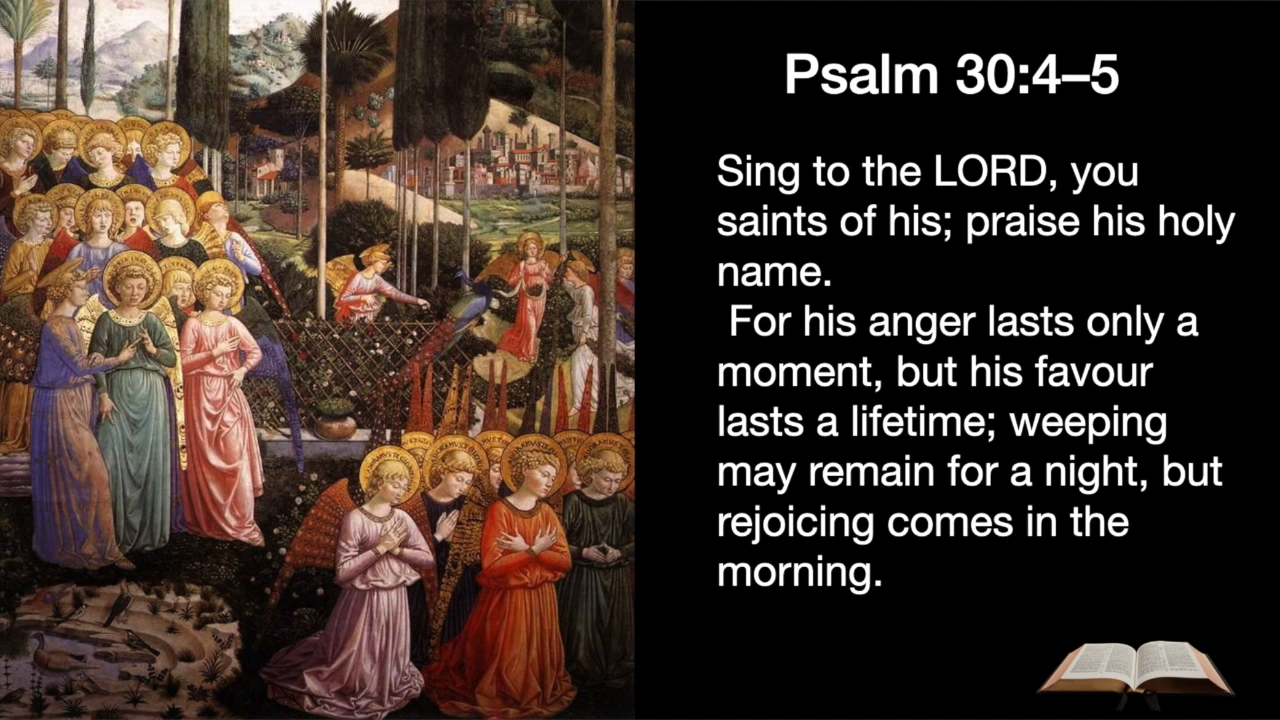 Psalm 30:4–5
Sing to the LORD, you
saints of his; praise his holy
name.
For his anger lasts only a
moment, but his favour
lasts a lifetime; weeping
may remain for a night, but
rejoicing comes in the
morning.